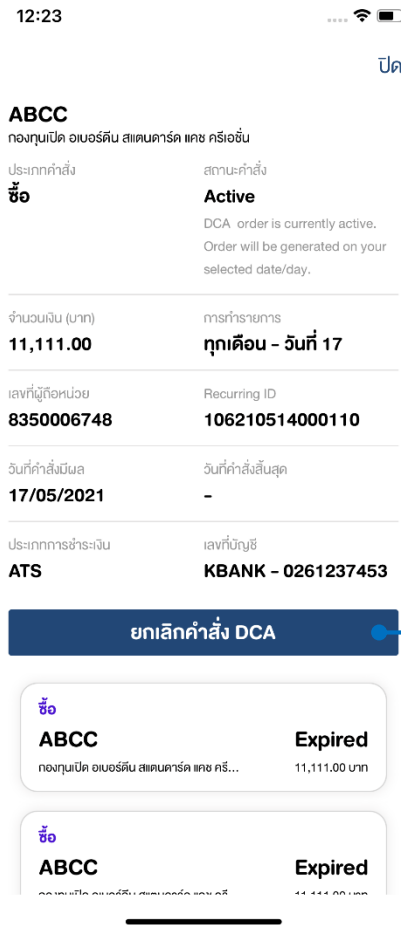 12:23
ปิด
ABCC
กองทุนเปิด อเบอร์ดีน สแตนดาร์ด แคช ครีเอชั่น
ประเภทคำสั่ง
ซื้อ
สถานะคำสั่ง
Active
DCA order is currently active.
Order will be generated on your
selected date/day.
จำนวนเงิน (บาท)
11,111.00
การทำรายการ
ทุกเดือน - วันที่ 17
เลขที่ผู้ถือหน่วย
8350006748
Recurring ID
106210514000110
วันที่คำสั่งมีผล
17/05/2021
วันที่คำสั่งสิ้นสุด
-
ประเภทการชำระเงิน
ATS
เลขที่บัญชี
KBANK - 0261237453
ยกเลิกคำสั่ง DCA
ซื้อ
ABCC
Expired
กองทุนเปิด อเบอร์ดีน สแตนดาร์ด แคช ครี...
11,111.00 บาท
ซื้อ
ABCC
Expired